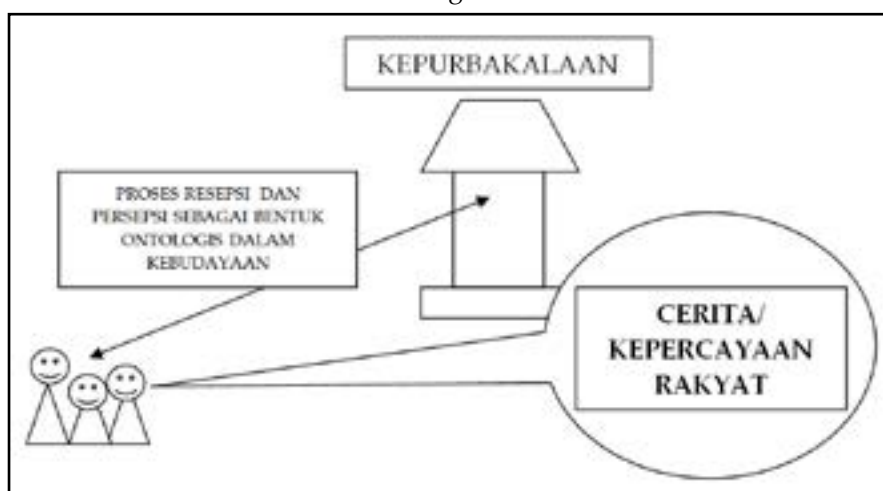 KEPURBAKALAAN
PROSES RESEPSI DAN
PERSEPSI SEBAGAI BENTUK
ONTOLOGIS DALAM
KEBUDAYAAN
CERITA/
KEPERCAYAAN
RAKYAT